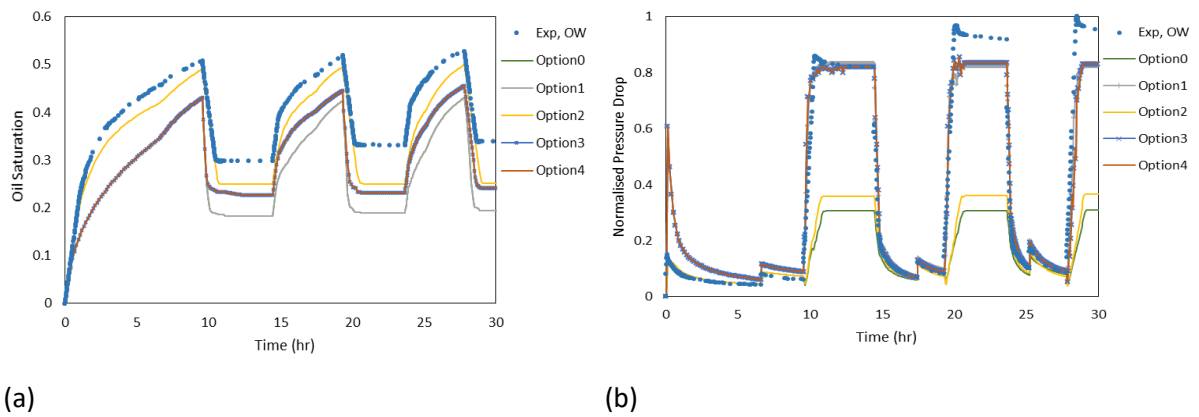 0.6
0.5
0.4
0.3
0.2
0.1
0
0 5 10 15 20 25 30
Oil Saturation
Time (hr)
Exp, OW
Option0
Option1
Option2
Option3
Option4
(a)
1
0.8
0.6
0.4
0.2
0
0 5 10 15 20 25 30
Normalised Pressure Drop
Time (hr)
Exp, OW
Option0
Option1
Option2
Option3
Option4
(b)